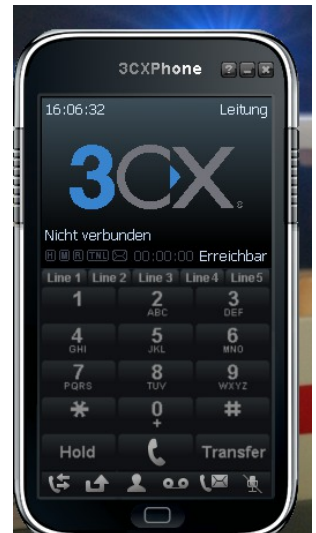 3CXPhone ? - x
16:06:32 Leitung
3CX
Nicht verbunden
H M R TNL 00:00:00 Erreichbar
Line 1 Line 2 Line 3 Line 4 Line5
1 2 3
ABC DEF
4 5 6
GHI JKL MNO
7 8 9
PQRS TUV WXYZ
* 0 #
+
Hold Transfer